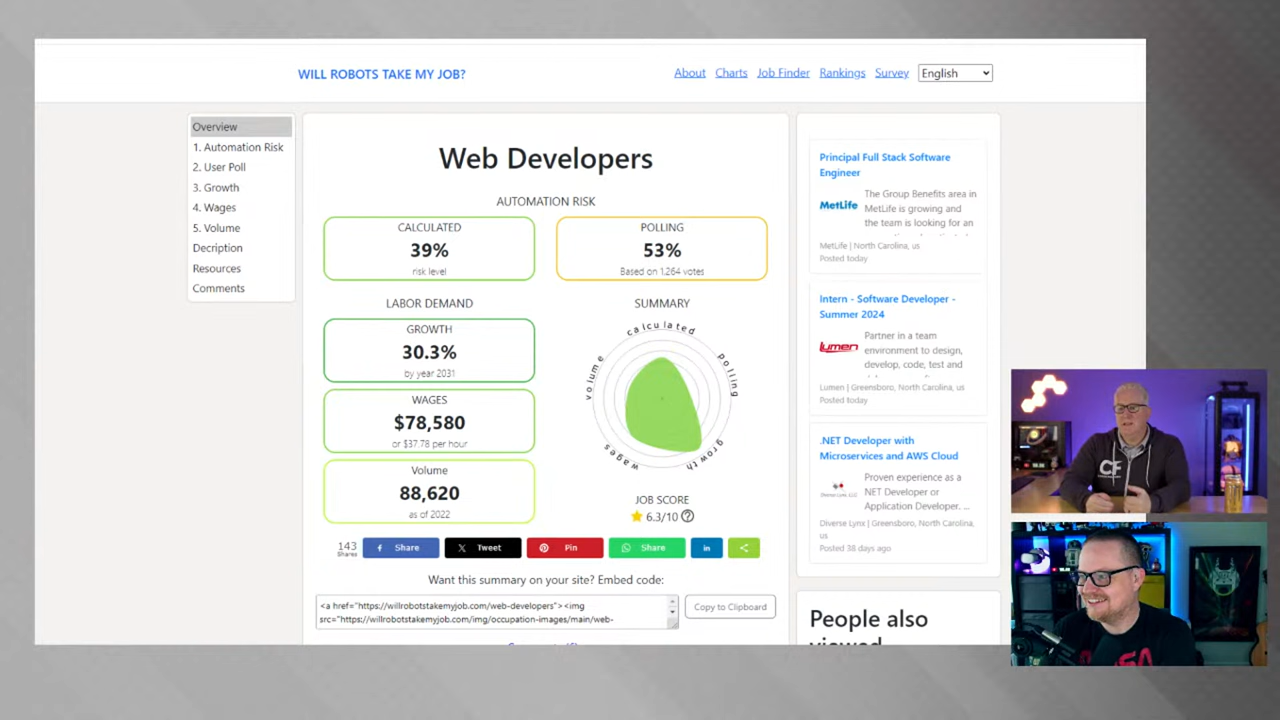 WILL ROBOTS TAKE MY JOB?
About
Charts
Job Finder
Rankings
Survey
English
Overview
1. Automation Risk
2. User Poll
3. Growth
4. Wages
5. Volume
Decription
Resources
Comments
Web Developers
AUTOMATION RISK
CALCULATED
39%
risk level
POLLING
53%
Based on 1,264 votes
LABOR DEMAND
GROWTH
30.3%
by year 2031
WAGES
$78,580
or $37.78 per hour
Volume
88,620
as of 2022
SUMMARY
calculated
polling
growth
wages
volume
JOB SCORE
6.3/10
143
Shares
Share
Tweet
Pin
Share
in
Want this summary on your site? Embed code:
<a href="https://willrobotstakemyjob.com/web-developers"><img
src="https://willrobotstakemyjob.com/img/occupation-images/main/web-
Copy to Clipboard
Principal Full Stack Software
Engineer
MetLife
The Group Benefits area in
MetLife is growing and
the team is looking for an
MetLife | North Carolina, us
Posted today
Intern - Software Developer -
Summer 2024
LUMEN
Partner in a team
environment to design,
develop, code, test and
Lumen | Greensboro, North Carolina,
us
Posted today
.NET Developer with
Microservices and AWS Cloud
Diverse Lynx, LLC
Proven experience as a
.NET Developer or
Application Developer. ...
Diverse Lynx | Greensboro, North Carolina,
us
Posted 38 days ago
People also
viewed
CF